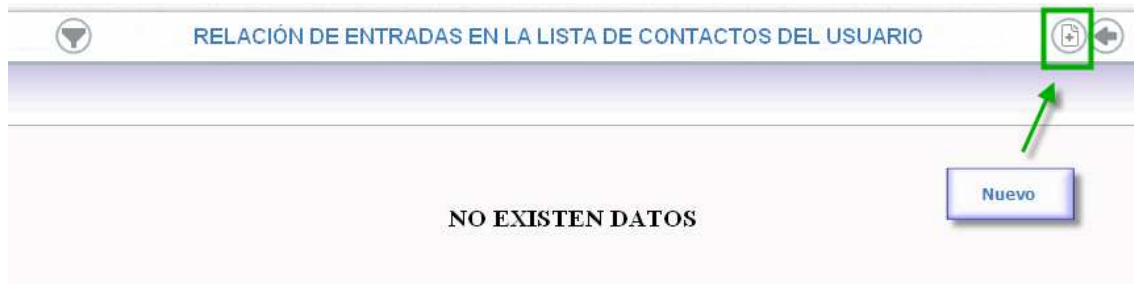 RELACIÓN DE ENTRADAS EN LA LISTA DE CONTACTOS DEL USUARIO
Nuevo
NO EXISTEN DATOS